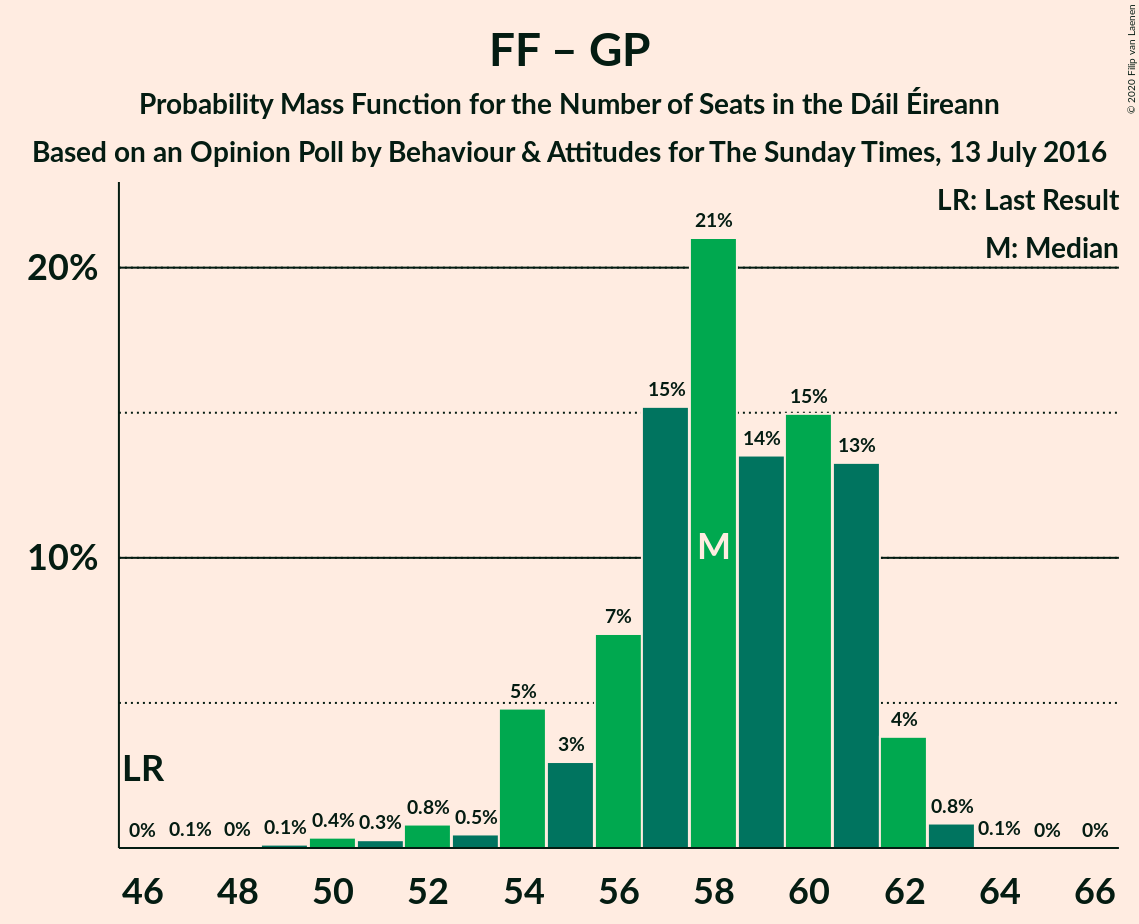 FF – GP
Probability Mass Function for the Number of Seats in the Dáil Éireann
Based on an Opinion Poll by Behaviour & Attitudes for The Sunday Times, 13 July 2016
© 2020 Filip van Laenen
LR: Last Result
M: Median
20%
10%
LR
M
0%
0.1%
0%
0.1%
0.4%
0.3%
0.8%
0.5%
5%
3%
7%
15%
21%
14%
15%
13%
4%
0.8%
0.1%
0%
0%
46 48 50 52 54 56 58 60 62 64 66